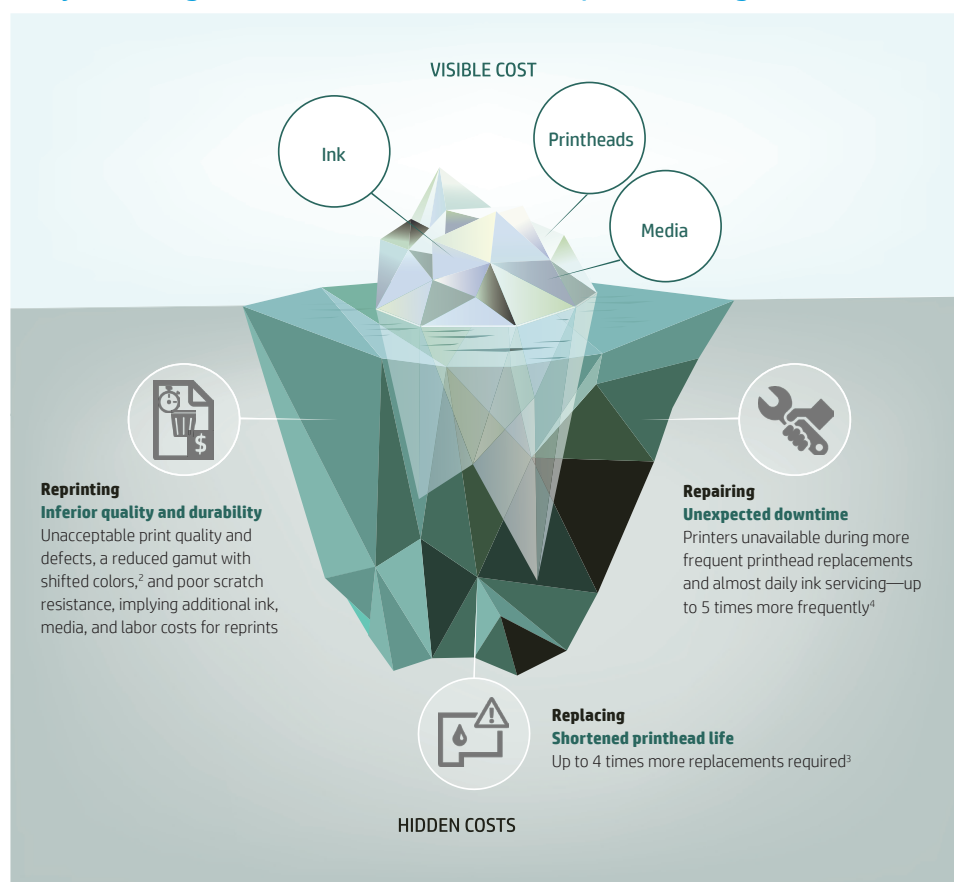 VISIBLE COST
Ink
Printheads
Media
Reprinting
Inferior quality and durability
Unacceptable print quality and
defects, a reduced gamut with
shifted colors,² and poor scratch
resistance, implying additional ink,
media, and labor costs for reprints
Repairing
Unexpected downtime
Printers unavailable during more
frequent printhead replacements
and almost daily ink servicing—up
to 5 times more frequently⁴
$
Replacing
Shortened printhead life
Up to 4 times more replacements required³
HIDDEN COSTS